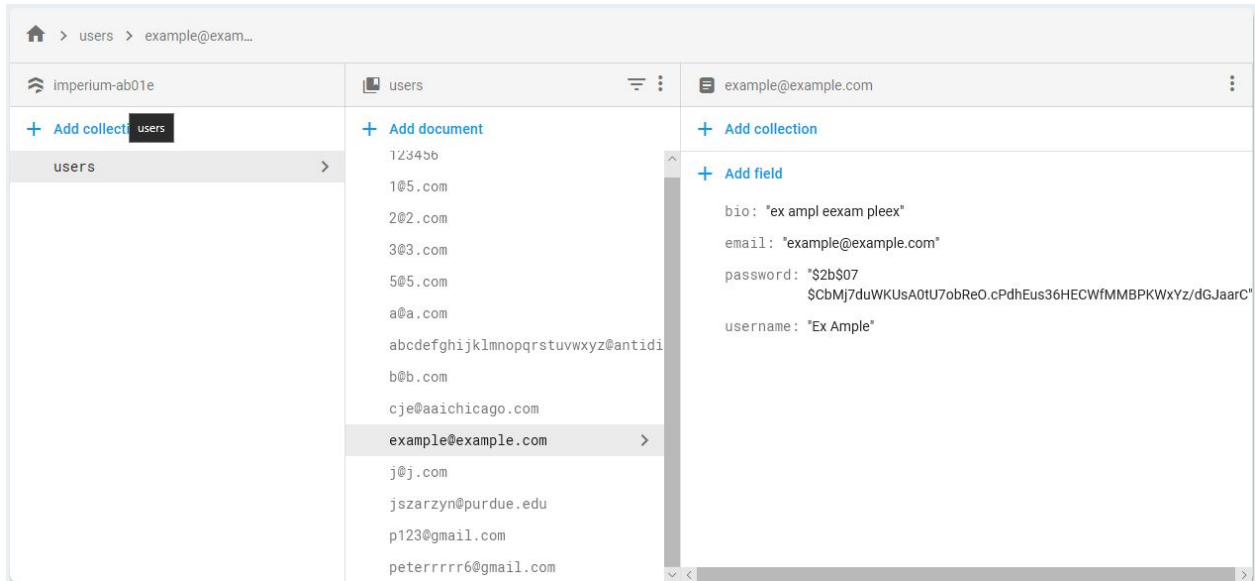 users > example@exam...
imperium-ab01e
users
example@example.com
+ Add collecti
users
+ Add document
+ Add collection
users
123456
1@5.com
2@2.com
3@3.com
5@5.com
a@a.com
abcdefghijklmnopqrstuvwxyz@antidi
b@b.com
cje@aaichicago.com
example@example.com
j@j.com
jszarzyn@purdue.edu
p123@gmail.com
peterrrrr6@gmail.com
+ Add field
bio: "ex ampl eexam pleex"
email: "example@example.com"
password: "$2b$07
$CbMj7duWKUsA0tU7obReO.cPdhEus36HECWfMMBPKWxYz/dGJaarC"
username: "Ex Ample"